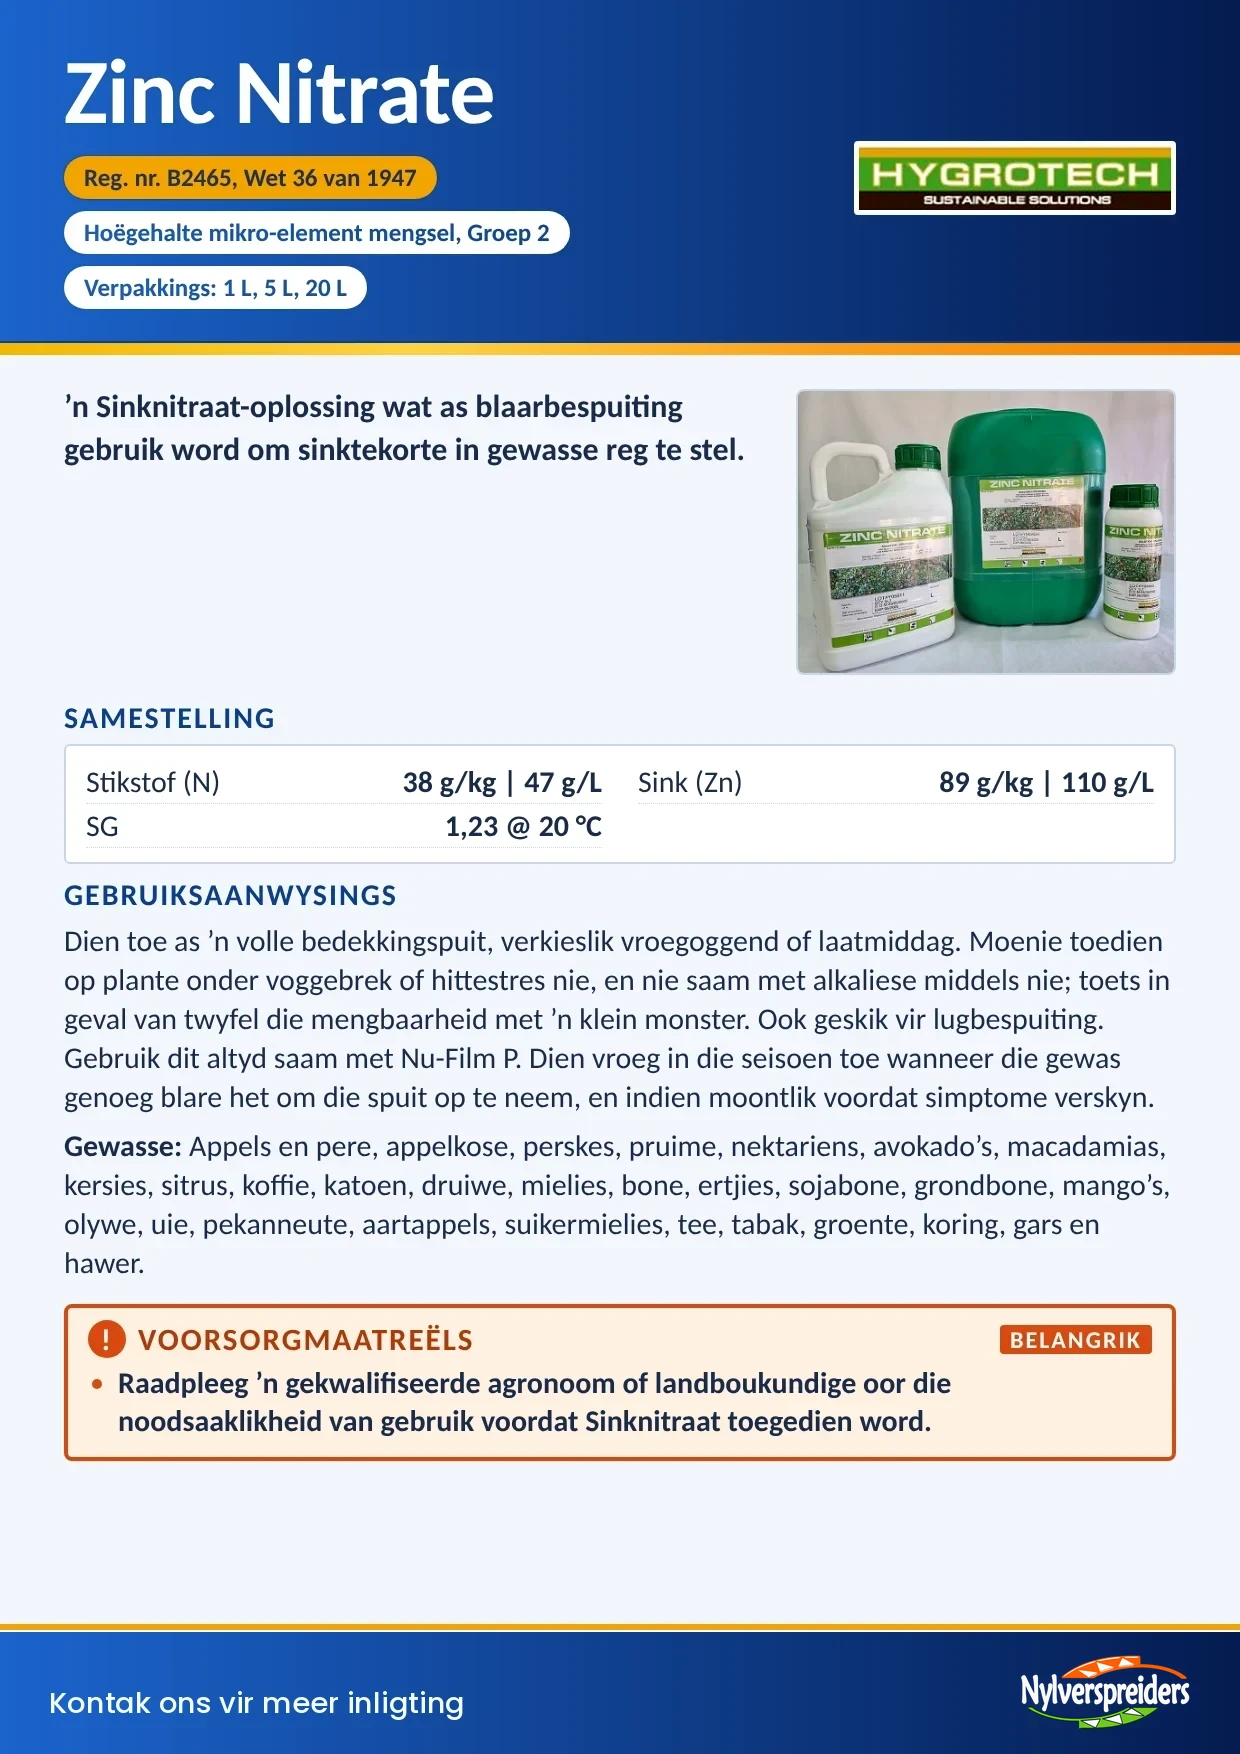 Zinc Nitrate
Reg. nr. B2465, Wet 36 van 1947
Hoëgehalte mikro-element mengsel, Groep 2
Verpakkings: 1 L, 5 L, 20 L
HYGROTECH
SUSTAINABLE SOLUTIONS
’n Sinknitraat-oplossing wat as blaarbespuiting
gebruik word om sinktekorte in gewasse reg te stel.
ZINC NITRATE
ZINC NITRATE
ZINC NIT
SAMESTELLING
Stikstof (N) 38 g/kg | 47 g/L Sink (Zn) 89 g/kg | 110 g/L
SG 1,23 @ 20 °C
GEBRUIKSAANWYSINGS
Dien toe as ’n volle bedekkingspuit, verkieslik vroegoggend of laatmiddag. Moenie toedien
op plante onder voggebrek of hittestres nie, en nie saam met alkaliese middels nie; toets in
geval van twyfel die mengbaarheid met ’n klein monster. Ook geskik vir lugbespuiting.
Gebruik dit altyd saam met Nu-Film P. Dien vroeg in die seisoen toe wanneer die gewas
genoeg blare het om die spuit op te neem, en indien moontlik voordat simptome verskyn.
Gewasse: Appels en pere, appelkose, perskes, pruime, nektariens, avokado’s, macadamias,
kersies, sitrus, koffie, katoen, druiwe, mielies, bone, ertjies, sojabone, grondbone, mango’s,
olywe, uie, pekanneute, aartappels, suikermielies, tee, tabak, groente, koring, gars en
hawer.
! VOORSORGMAATREËLS BELANGRIK
• Raadpleeg ’n gekwalifiseerde agronoom of landboukundige oor die
noodsaaklikheid van gebruik voordat Sinknitraat toegedien word.
Kontak ons vir meer inligting
Nylverspreiders